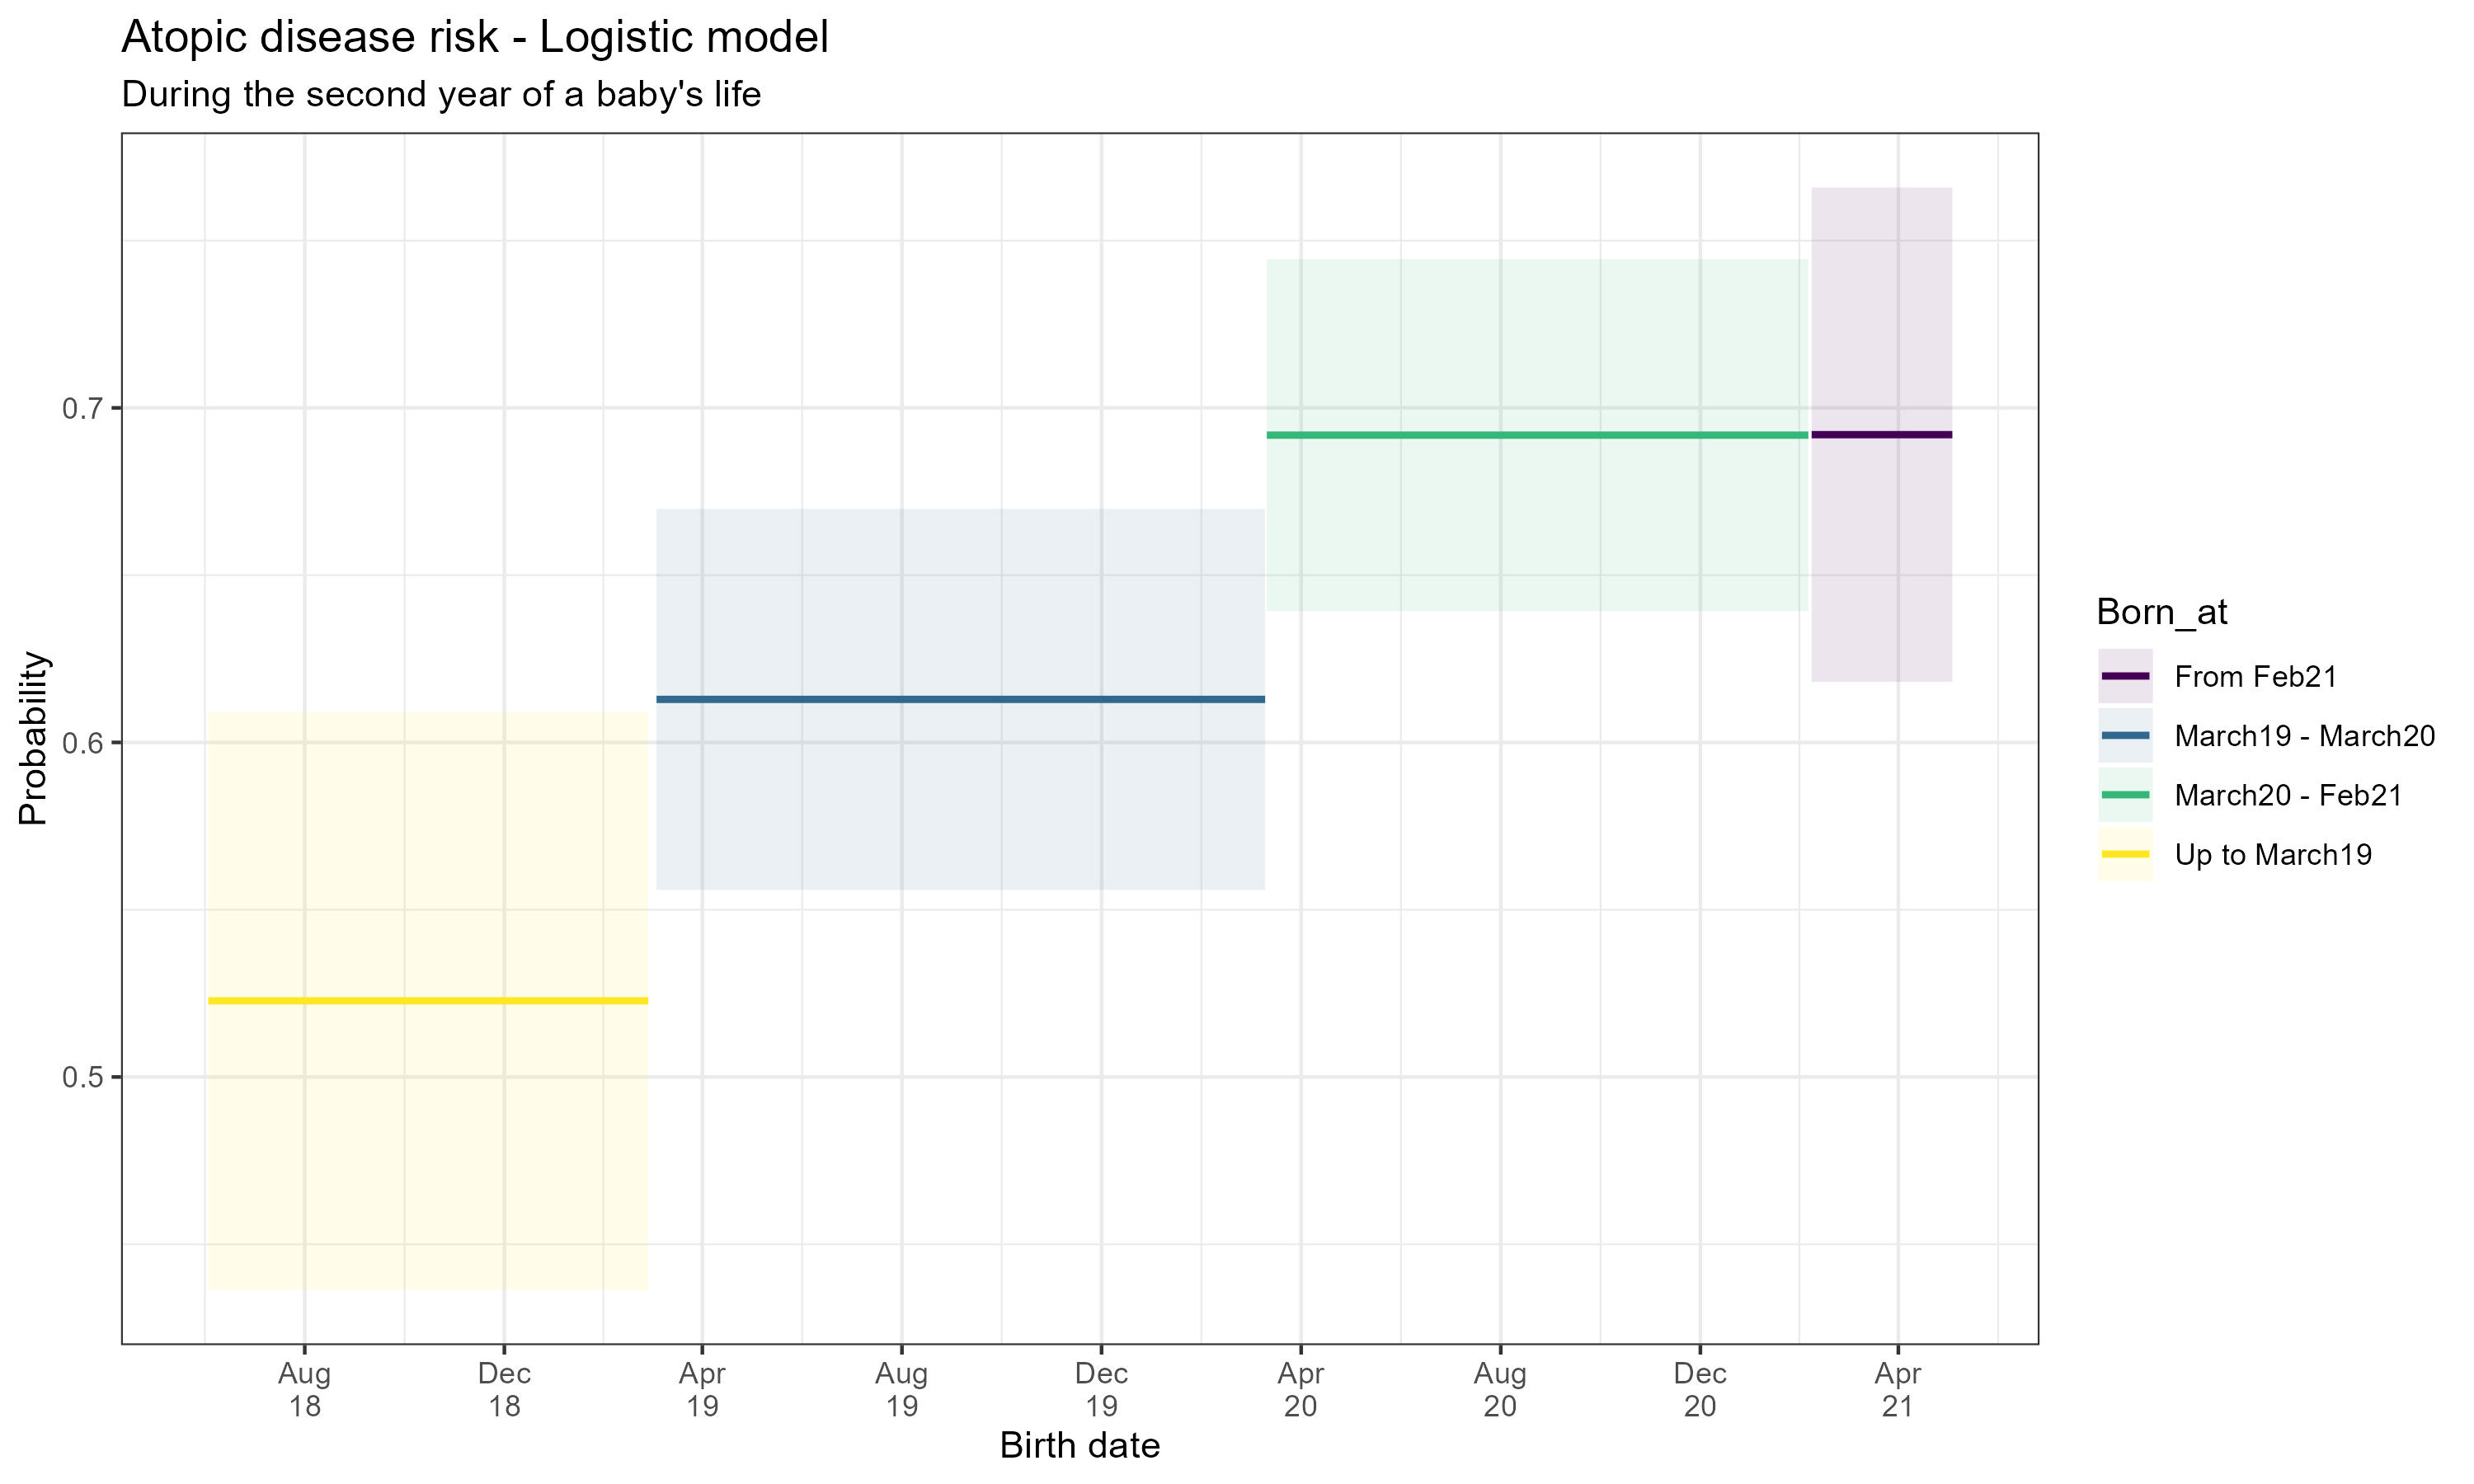 Atopic disease risk - Logistic model
During the second year of a baby's life
Probability
0.7
0.6
0.5
Aug
18
Dec
18
Apr
19
Aug
19
Dec
19
Apr
20
Aug
20
Dec
20
Apr
21
Birth date
Born_at
From Feb21
March19 - March20
March20 - Feb21
Up to March19